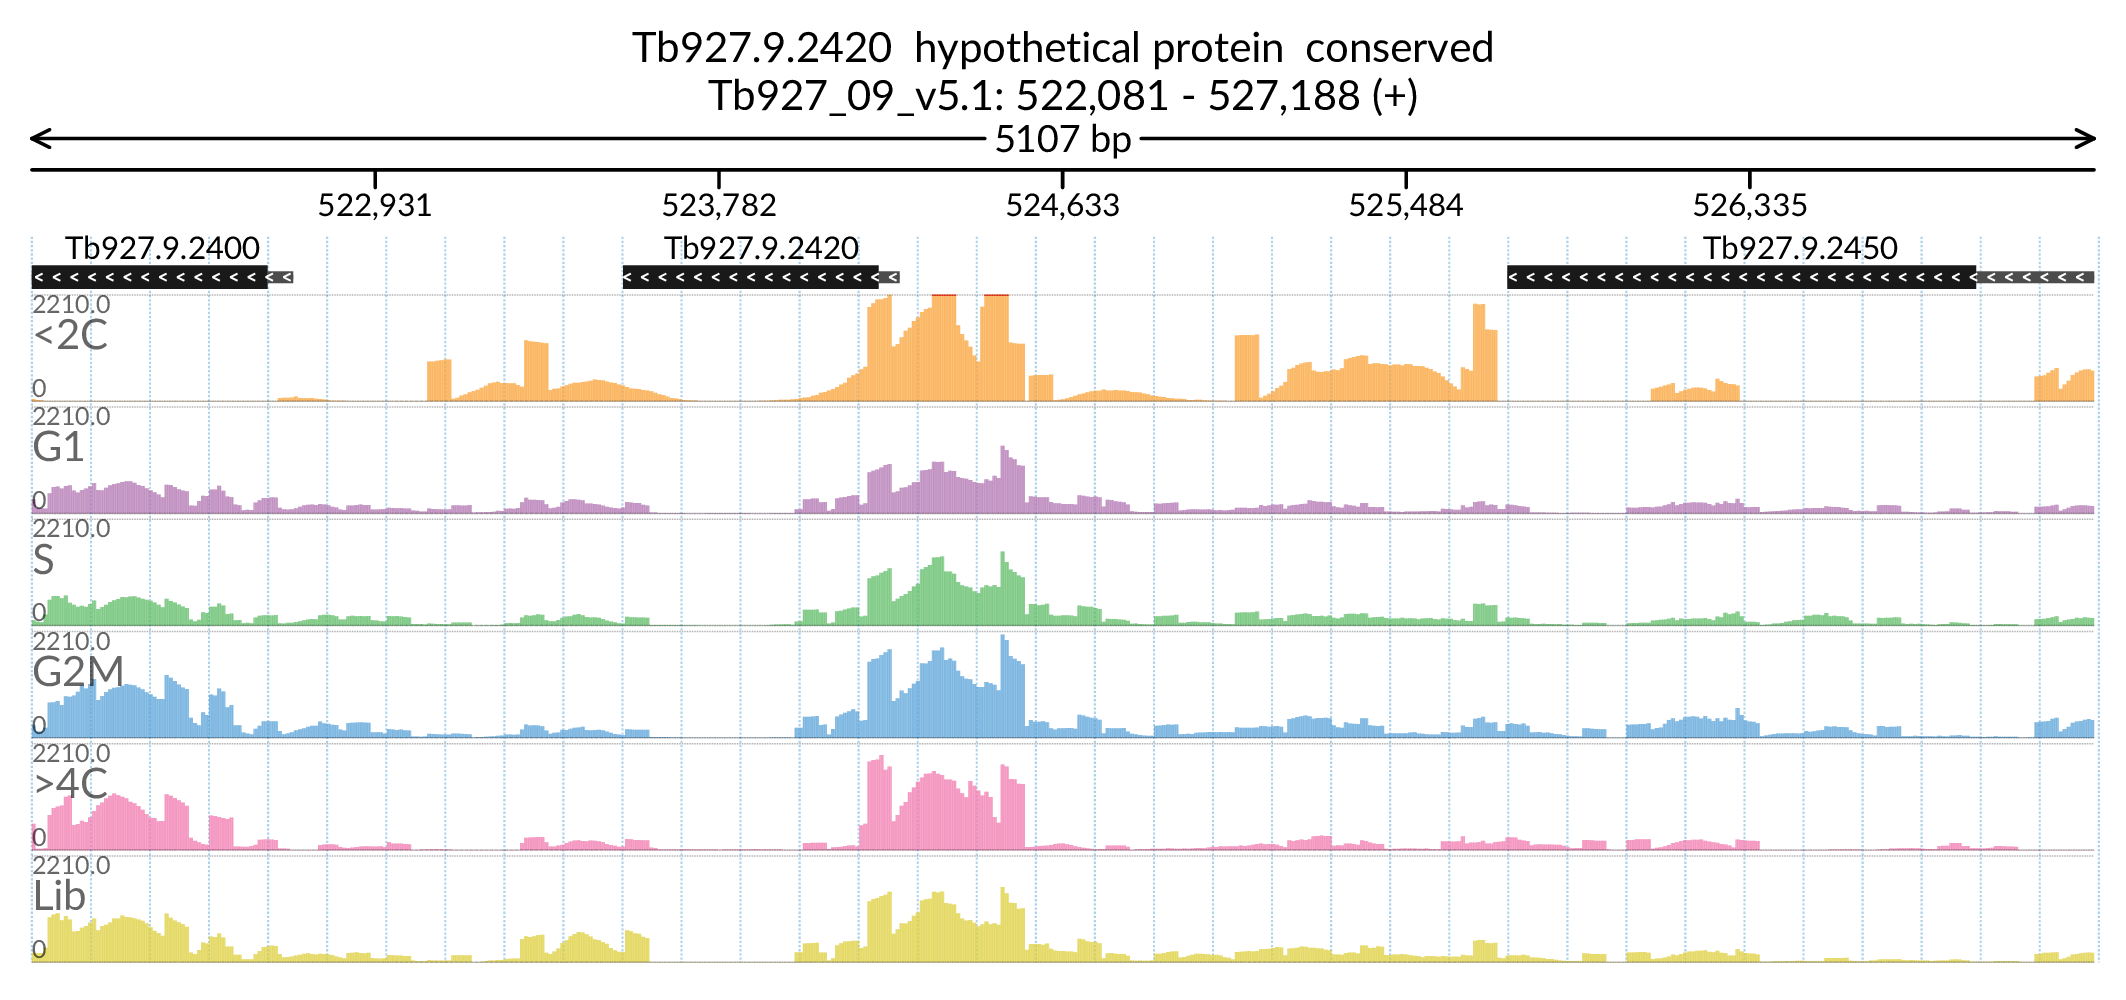 Tb927.9.2420  hypothetical protein  conserved
Tb927_09_v5.1: 522,081 - 527,188 (+)
5107 bp
522,931 523,782 524,633 525,484 526,335
Tb927.9.2400 Tb927.9.2420 Tb927.9.2450
2210.0
<2C
0
2210.0
G1
0
2210.0
S
0
2210.0
G2M
0
2210.0
>4C
0
2210.0
Lib
0